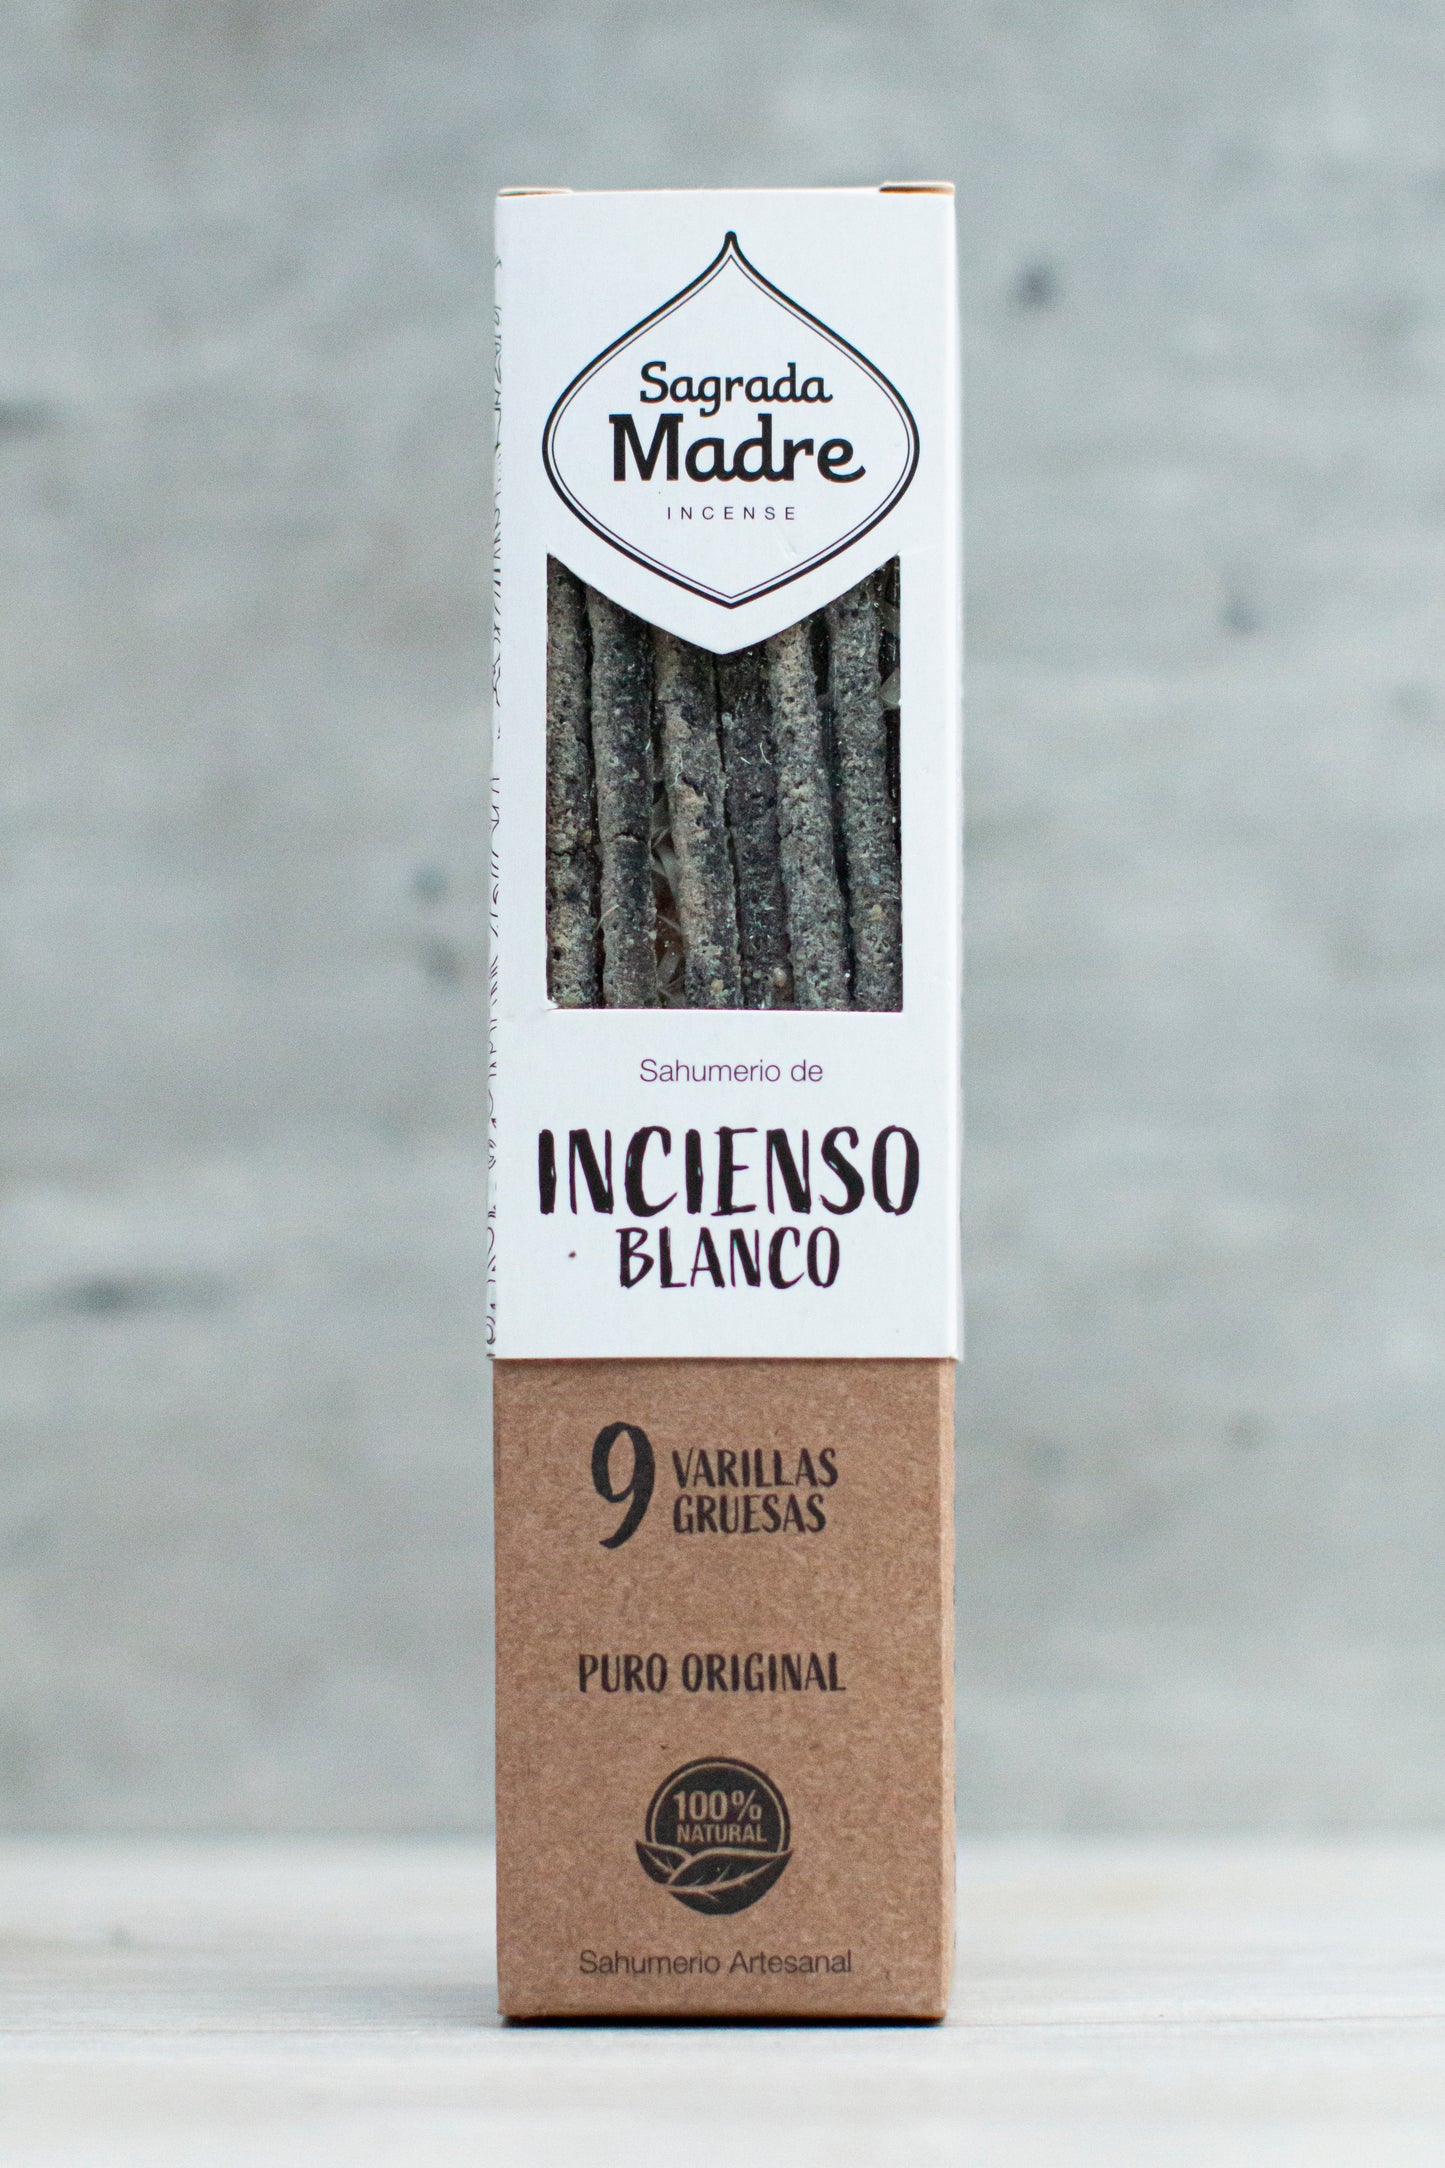 Sagrada
Madre
INCENSE
Sahumerio de
INCIENSO
BLANCO
9 VARILLAS
GRUESAS
PURO ORIGINAL
100%
NATURAL
Sahumerio Artesanal